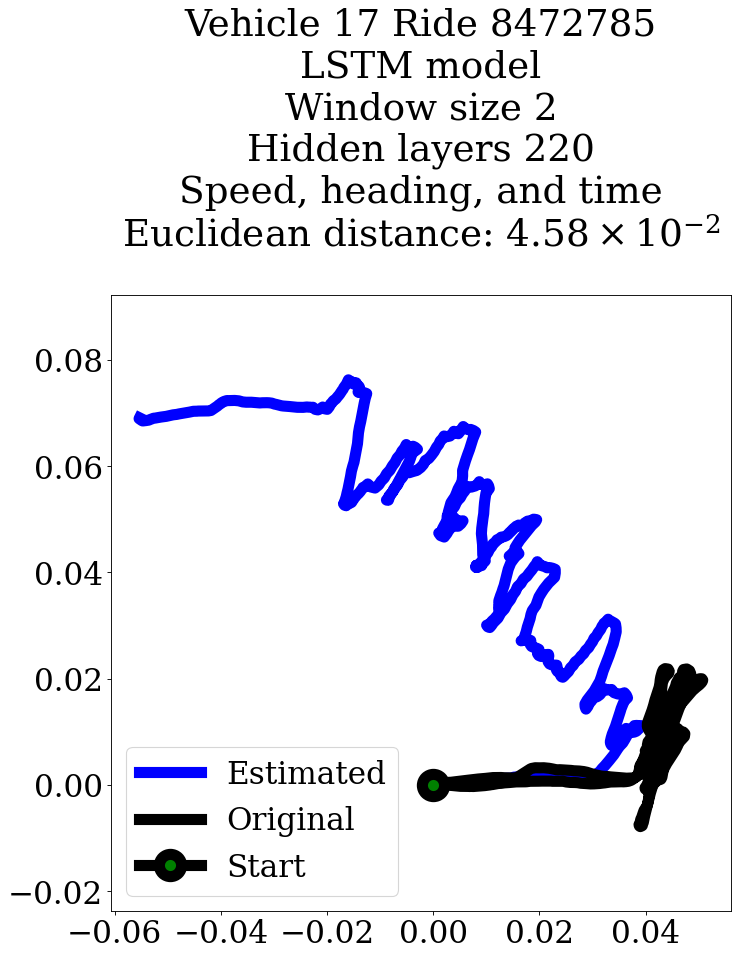 Vehicle 17 Ride 8472785
LSTM model
Window size 2
Hidden layers 220
Speed, heading, and time
Euclidean distance: 4.58 × 10⁻²
0.08
0.06
0.04
0.02
0.00
−0.02
Estimated
Original
Start
−0.06 −0.04 −0.02 0.00 0.02 0.04